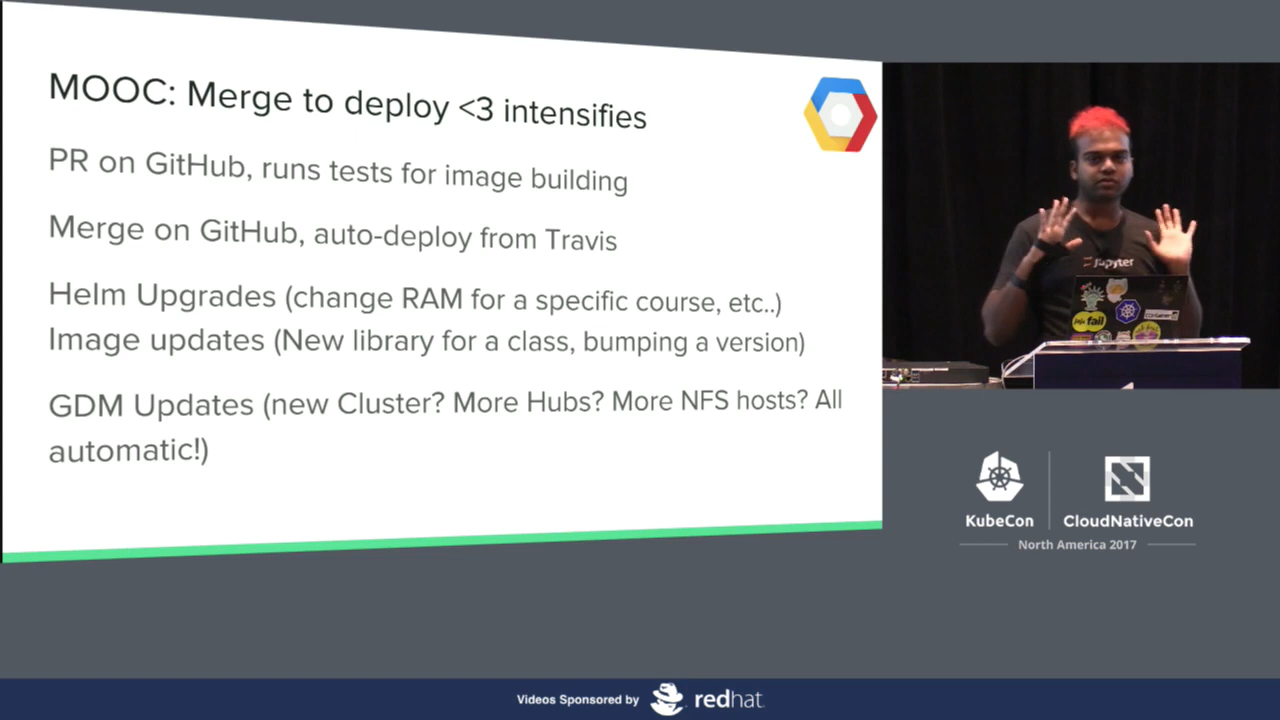 MOOC: Merge to deploy <3 intensifies
PR on GitHub, runs tests for image building
Merge on GitHub, auto-deploy from Travis
Helm Upgrades (change RAM for a specific course, etc..)
Image updates (New library for a class, bumping a version)
GDM Updates (new Cluster? More Hubs? More NFS hosts? All
automatic!)
jupyter
fail
KubeCon
CloudNativeCon
North America 2017
Videos Sponsored by
redhat